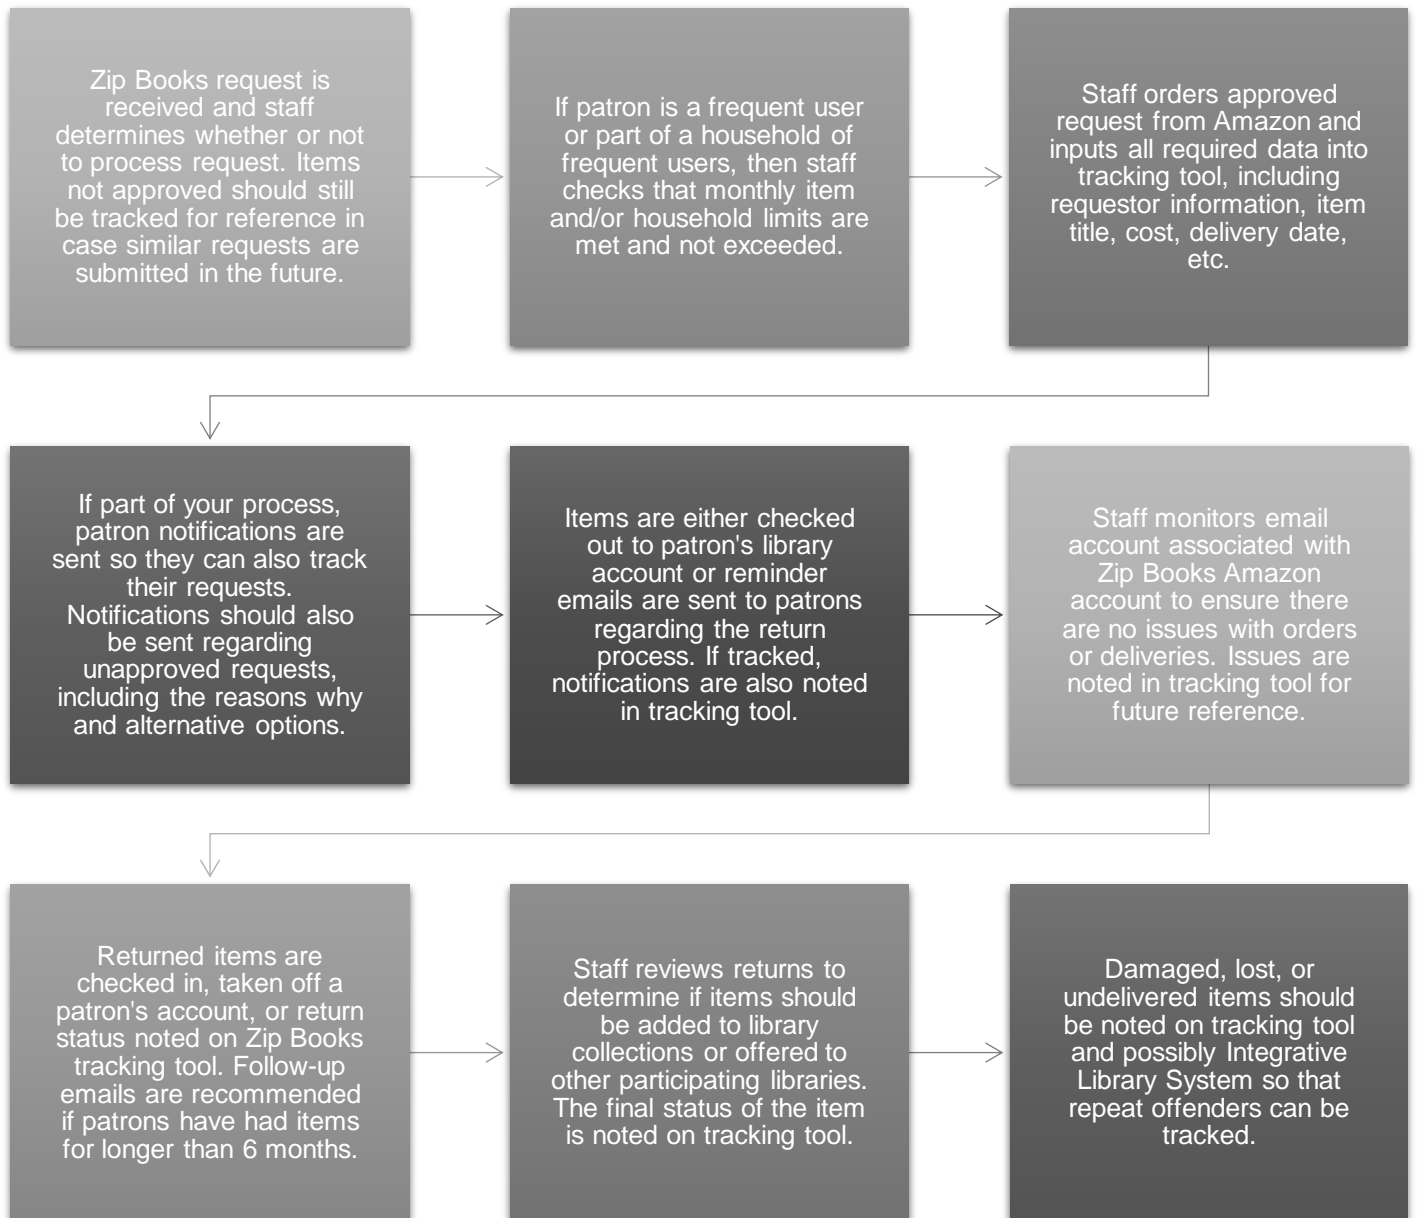 Zip Books request is
received and staff
determines whether or not
to process request. Items
not approved should still
be tracked for reference in
case similar requests are
submitted in the future.
If patron is a frequent user
or part of a household of
frequent users, then staff
checks that monthly item
and/or household limits are
met and not exceeded.
Staff orders approved
request from Amazon and
inputs all required data into
tracking tool, including
requestor information, item
title, cost, delivery date,
etc.
If part of your process,
patron notifications are
sent so they can also track
their requests.
Notifications should also
be sent regarding
unapproved requests,
including the reasons why
and alternative options.
Items are either checked
out to patron's library
account or reminder
emails are sent to patrons
regarding the return
process. If tracked,
notifications are also noted
in tracking tool.
Staff monitors email
account associated with
Zip Books Amazon
account to ensure there
are no issues with orders
or deliveries. Issues are
noted in tracking tool for
future reference.
Returned items are
checked in, taken off a
patron's account, or return
status noted on Zip Books
tracking tool. Follow-up
emails are recommended
if patrons have had items
for longer than 6 months.
Staff reviews returns to
determine if items should
be added to library
collections or offered to
other participating libraries.
The final status of the item
is noted on tracking tool.
Damaged, lost, or
undelivered items should
be noted on tracking tool
and possibly Integrative
Library System so that
repeat offenders can be
tracked.